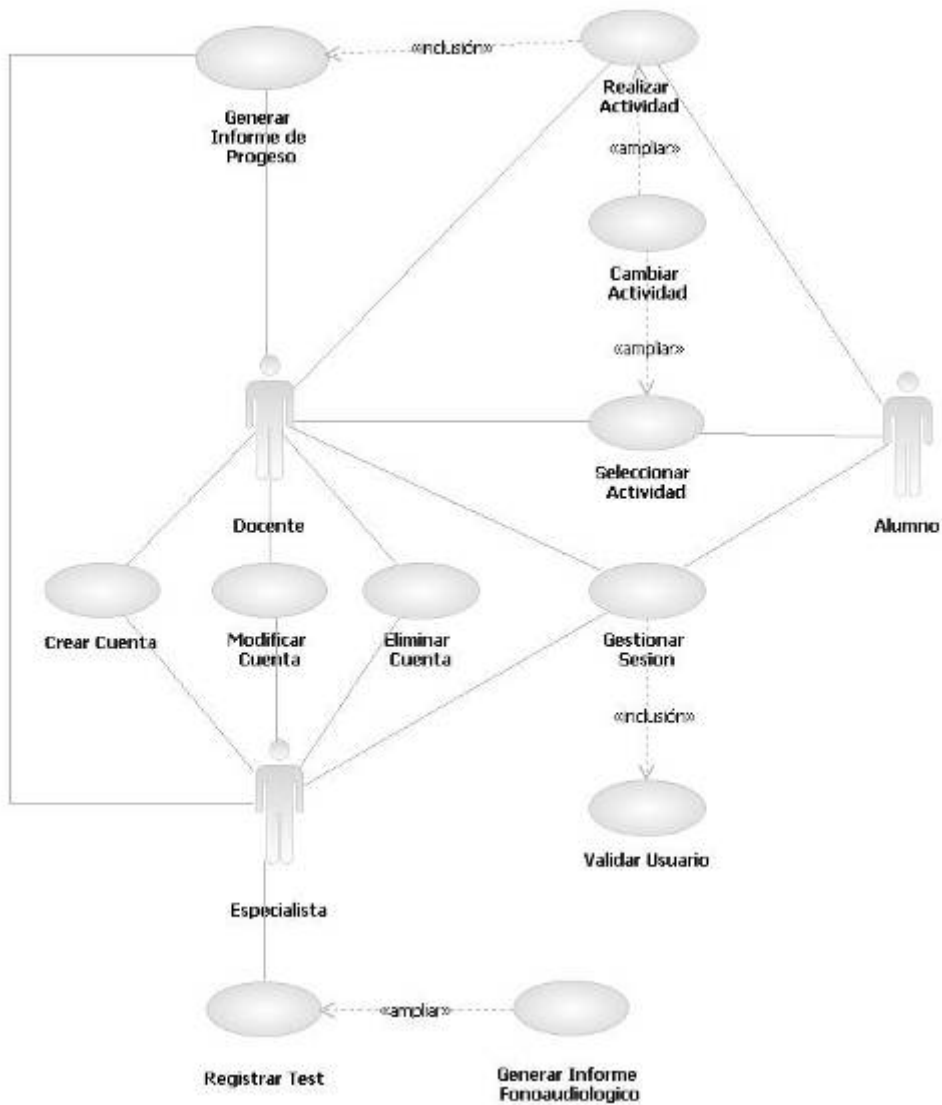 «inclusión»
Realizar
Actividad
Generar
Informe de
Progeso
«ampliar»
Cambiar
Actividad
«ampliar»
Seleccionar
Actividad
Docente
Alumno
Crear Cuenta
Modificar
Cuenta
Eliminar
Cuenta
Gestionar
Sesion
«inclusión»
Validar Usuario
Especialista
«ampliar»
Registrar Test
Generar Informe
Fonoaudiologico